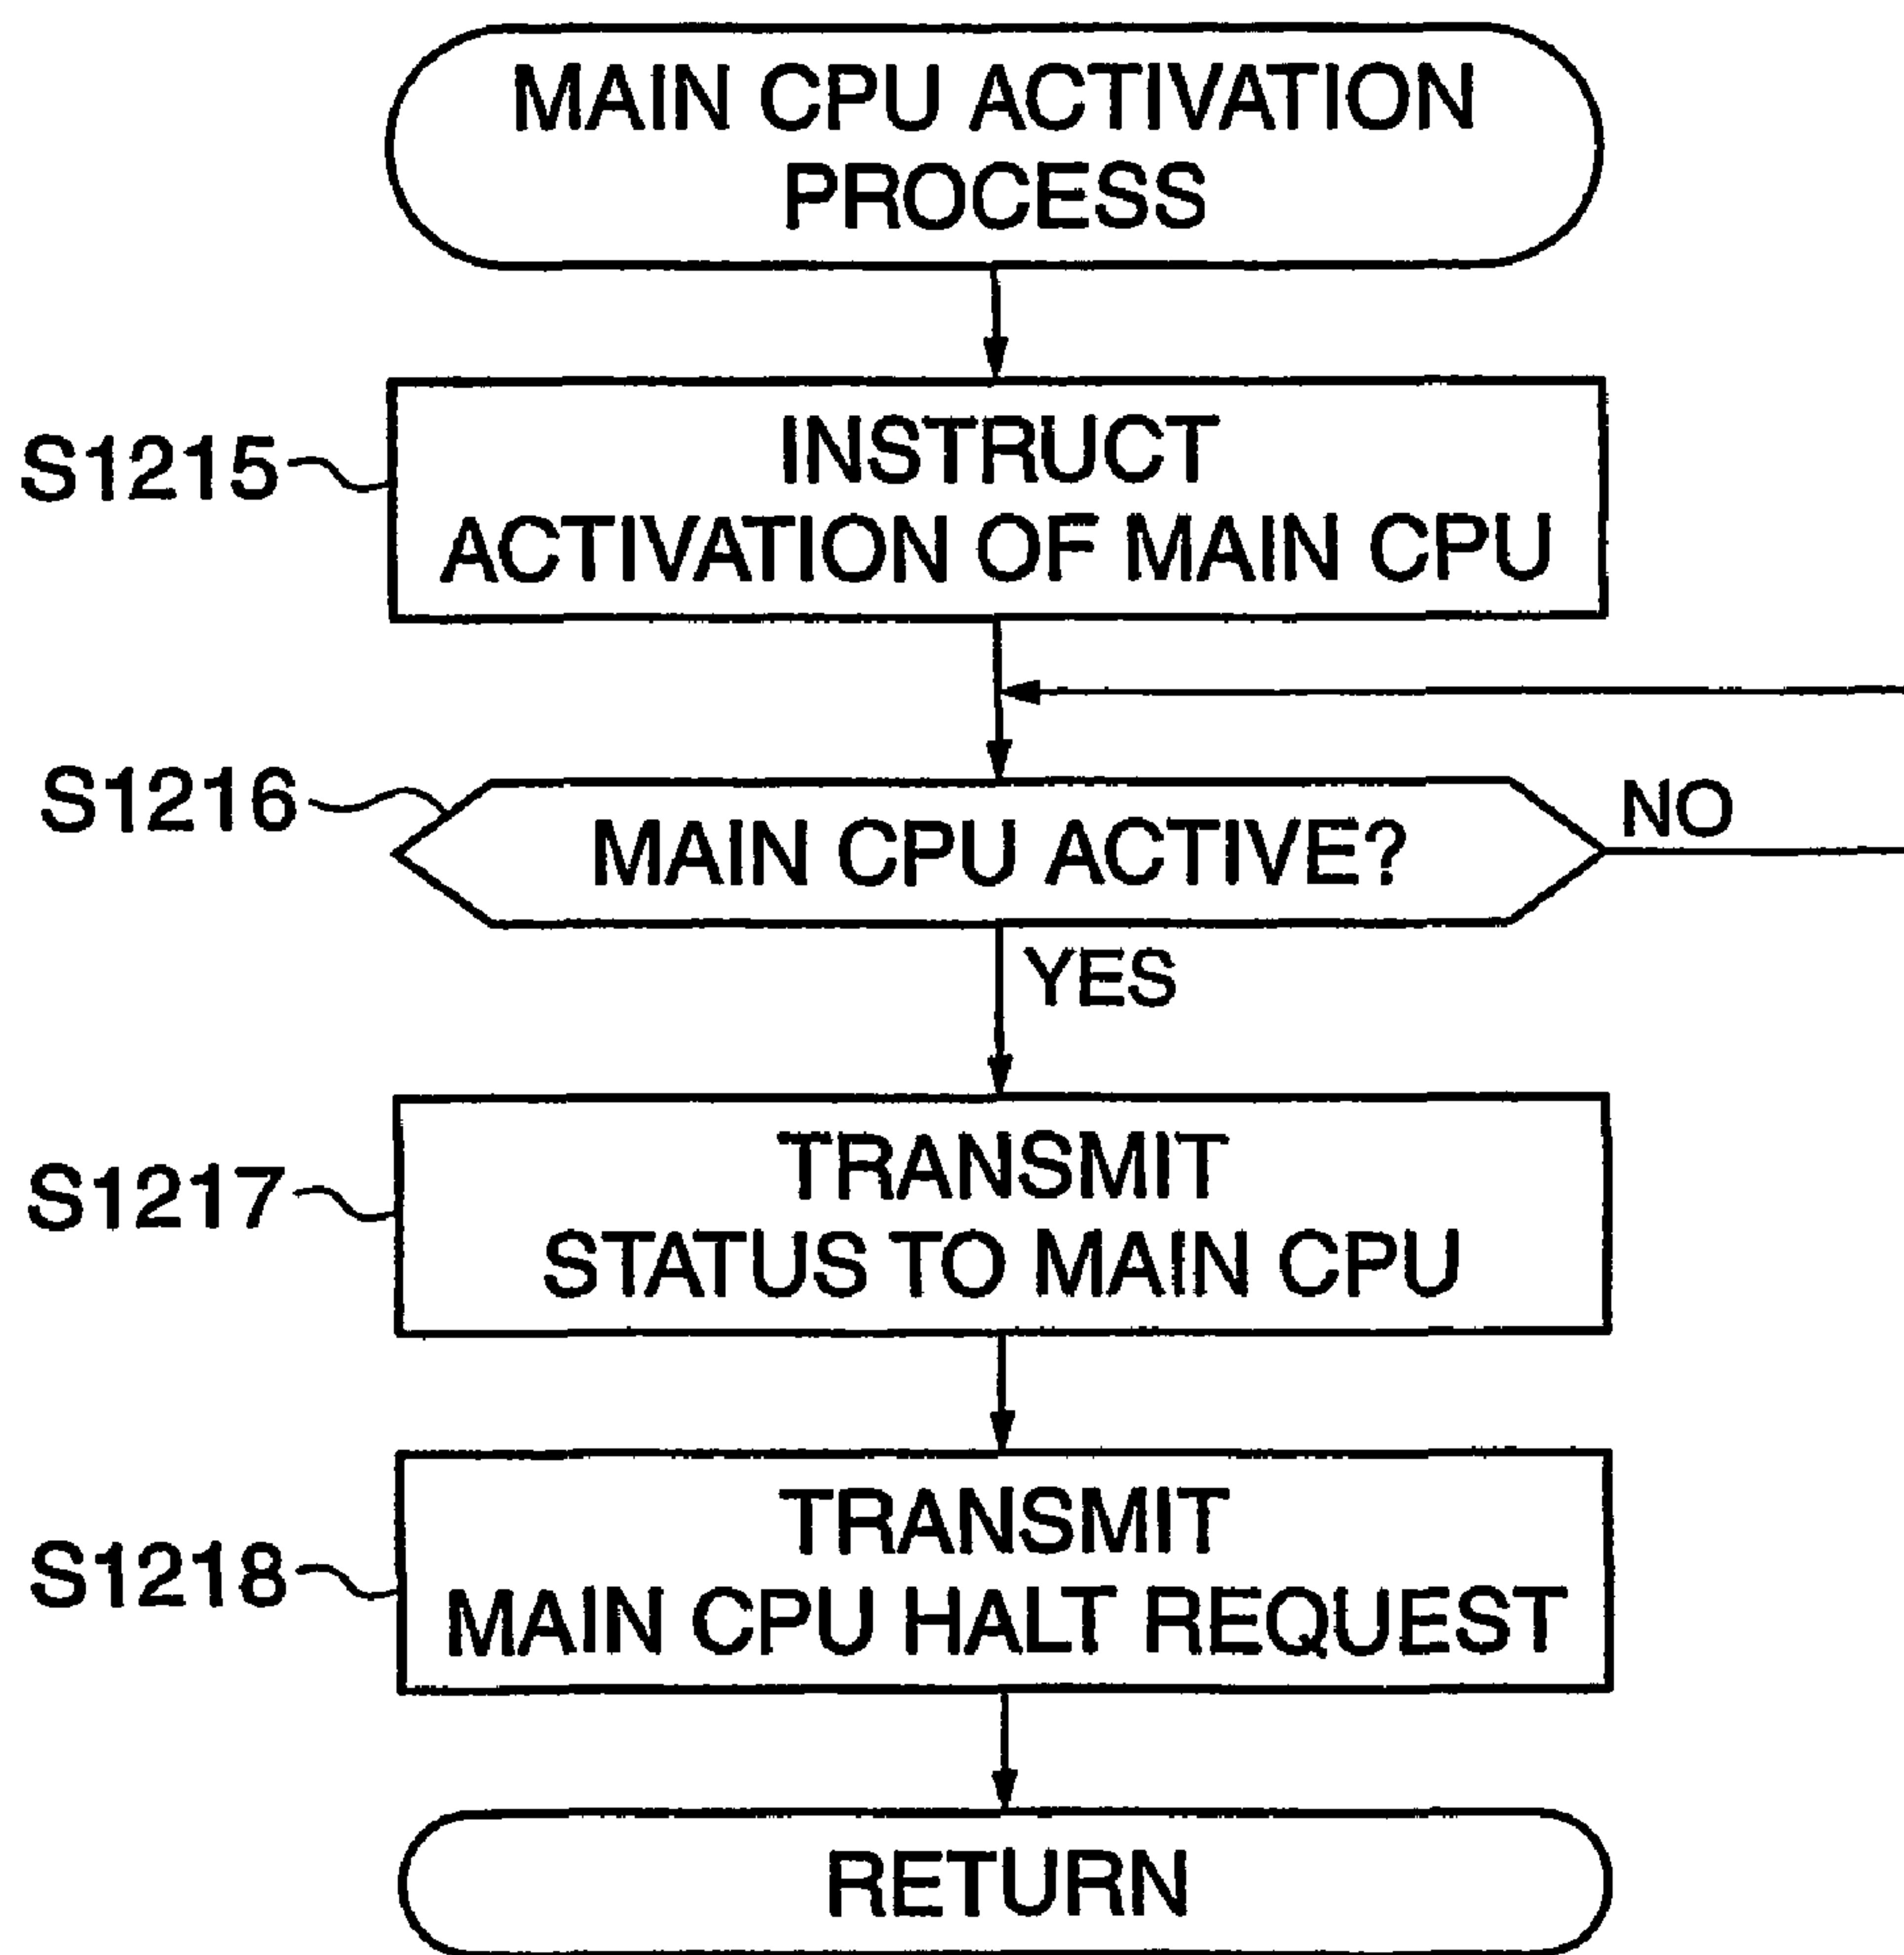 MAIN CPU ACTIVATION
PROCESS
S1215
INSTRUCT
ACTIVATION OF MAIN CPU
S1216
MAIN CPU ACTIVE?
NO
YES
S1217
TRANSMIT
STATUS TO MAIN CPU
S1218
TRANSMIT
MAIN CPU HALT REQUEST
RETURN